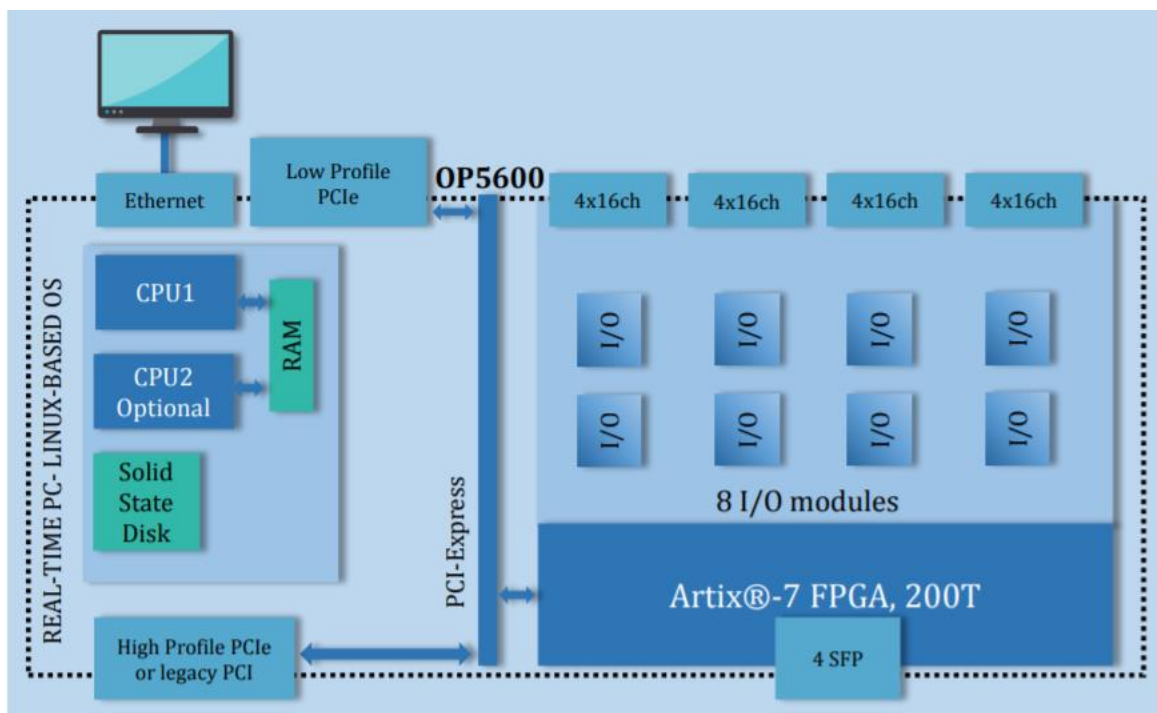 Low Profile
PCIe
OP5600
Ethernet
4x16ch
4x16ch
4x16ch
4x16ch
REAL-TIME PC- LINUX-BASED OS
CPU1
RAM
CPU2
Optional
Solid
State
Disk
PCI-Express
I/O
I/O
I/O
I/O
I/O
I/O
I/O
I/O
8 I/O modules
Artix®-7 FPGA, 200T
High Profile PCIe
or legacy PCI
4 SFP